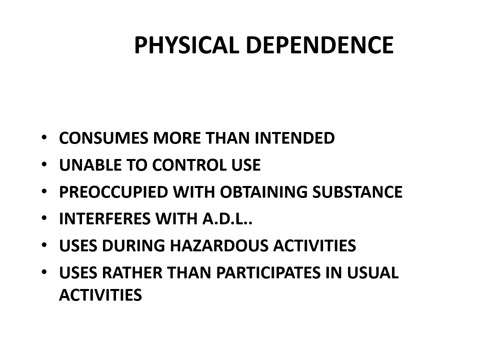 PHYSICAL DEPENDENCE
• CONSUMES MORE THAN INTENDED
• UNABLE TO CONTROL USE
• PREOCCUPIED WITH OBTAINING SUBSTANCE
• INTERFERES WITH A.D.L..
• USES DURING HAZARDOUS ACTIVITIES
• USES RATHER THAN PARTICIPATES IN USUAL
ACTIVITIES